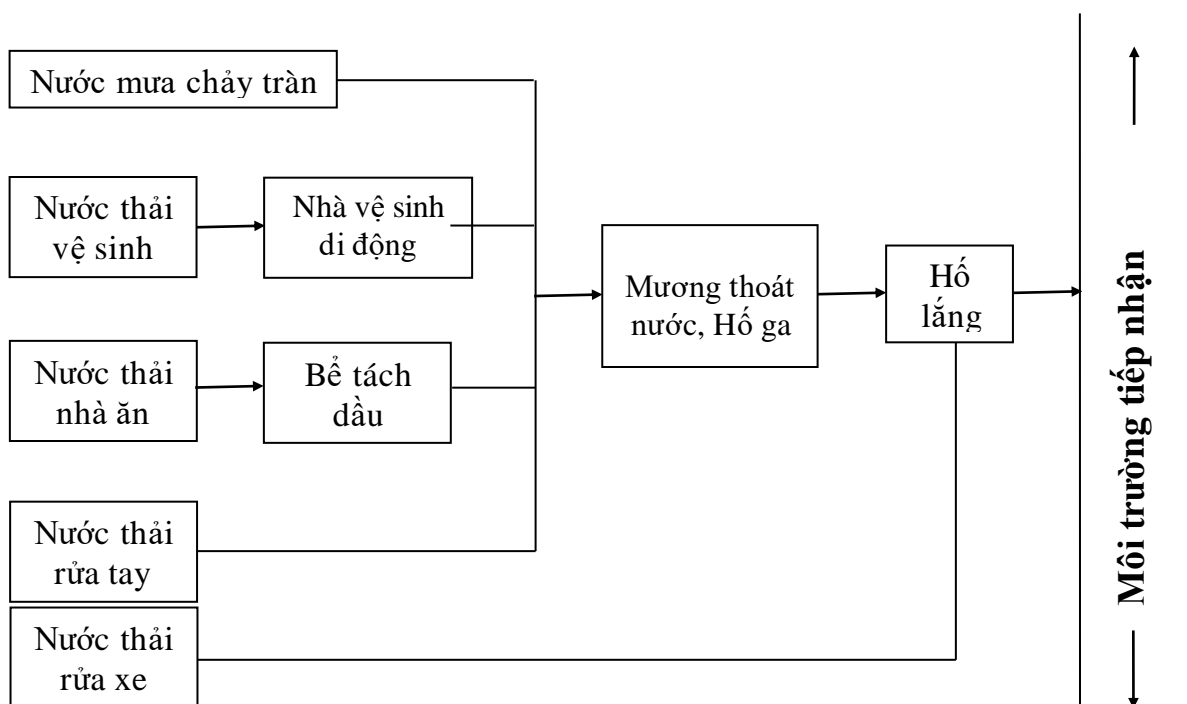 Nước mưa chảy tràn
Nước thải
vệ sinh
Nhà vệ sinh
di động
Nước thải
nhà ăn
Bể tách
dầu
Nước thải
rửa tay
Nước thải
rửa xe
Mương thoát
nước, Hố ga
Hố
lắng
Môi trường tiếp nhận